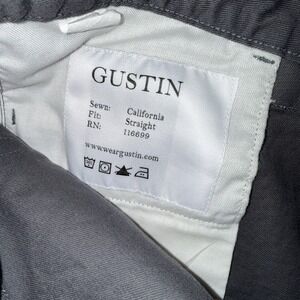 GUSTIN
Sewn: California
Fit: Straight
RN: 116699
www.weargustin.com